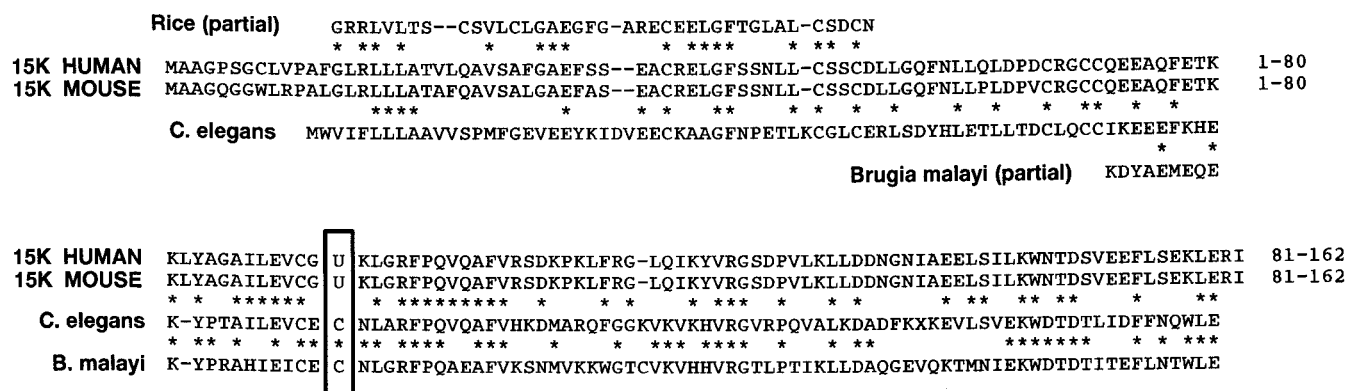 Rice (partial) GRRLVLTS--CSVLCLGAEGFG-ARECEELGFTGLAL-CSDCN
* ** * * *** * **** * ** *
15K HUMAN MAAGPSGCLVPAFGLRLLLATVLQAVSAFGAEFSS--EACRELGFSSNLL-CSSCDLLGQFNLLQLDPDCRGCCQEEAQFETK 1-80
15K MOUSE MAAGQGGWLRPALGLRLLLATAFQAVSALGAEFAS--EACRELGFSSNLL-CSSCDLLGQFNLLPLDPVCRGCCQEEAQFETK 1-80
**** * * * ** * ** * * * * * ** * *
C. elegans MWVIFLLLAAVVSPMFGEVEEYKIDVEECKAAGFNPETLKCGLCERLSDYHLETLLTDCLQCCIKEEEFKHE
* *
Brugia malayi (partial) KDYAEMEQE
15K HUMAN KLYAGAILEVCG U KLGRFPQVQAFVRSDKPKLFRG-LQIKYVRGSDPVLKLLDDNGNIAEELSILKWNTDSVEEFLSEKLERI 81-162
15K MOUSE KLYAGAILEVCG U KLGRFPQVQAFVRSDKPKLFRG-LQIKYVRGSDPVLKLLDDNGNIAEELSILKWNTDSVEEFLSEKLERI 81-162
* * ****** * ********* * * * * *** * * * * ** * ** * **
C. elegans K-YPTAILEVCE C NLARFPQVQAFVHKDMARQFGGKVKVKHVRGVRPQVALKDADFKXKEVLSVEKWDTDTLIDFFNQWLE
* ** * * ** * ** ***** **** * * ** **** * * ** ******* * * ***
B. malayi K-YPRAHIEICE C NLGRFPQAEAFVKSNMVKKWGTCVKVHHVRGTLPTIKLLDAQGEVQKTMNIEKWDTDTITEFLNTWLE